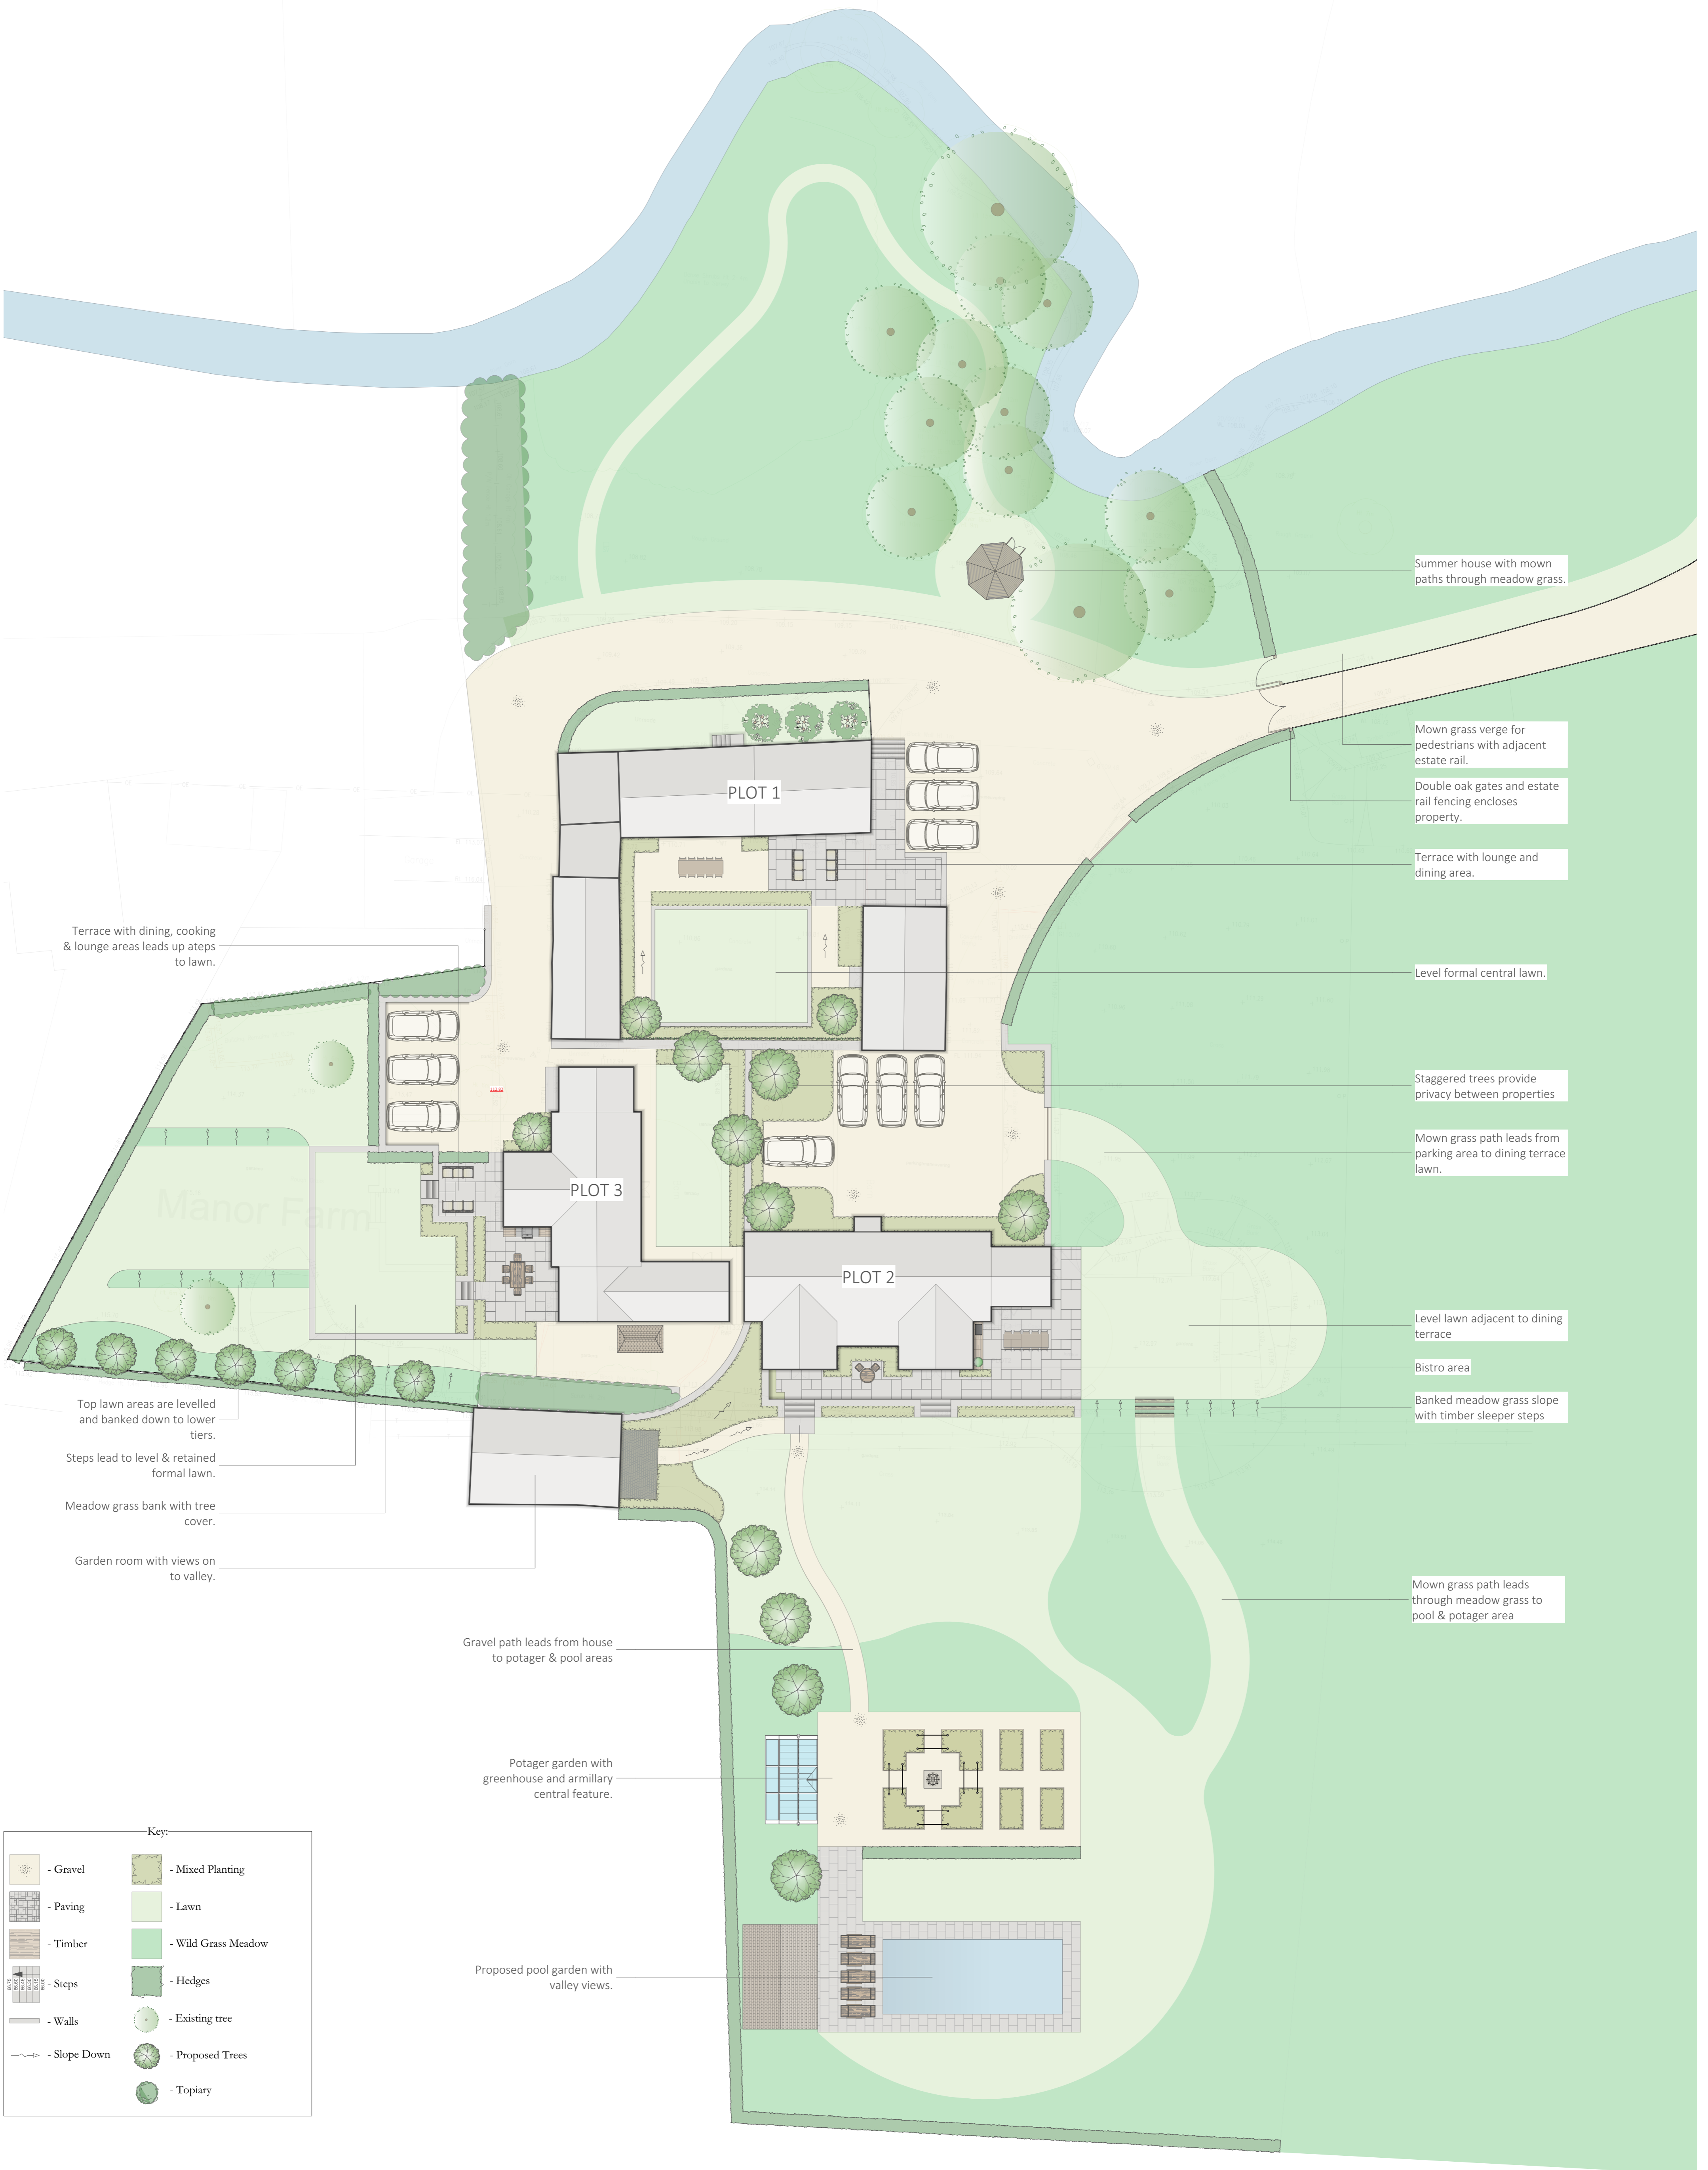 Summer house with mown
paths through meadow grass.
Mown grass verge for
pedestrians with adjacent
estate rail.
Double oak gates and estate
rail fencing encloses
property.
PLOT 1
Terrace with lounge and
dining area.
Terrace with dining, cooking
& lounge areas leads up ateps
to lawn.
Level formal central lawn.
Staggered trees provide
privacy between properties
Mown grass path leads from
parking area to dining terrace
lawn.
PLOT 3
Manor Farm
PLOT 2
Level lawn adjacent to dining
terrace
Bistro area
Banked meadow grass slope
with timber sleeper steps
Top lawn areas are levelled
and banked down to lower
tiers.
Steps lead to level & retained
formal lawn.
Meadow grass bank with tree
cover.
Garden room with views on
to valley.
Mown grass path leads
through meadow grass to
pool & potager area
Gravel path leads from house
to potager & pool areas
Potager garden with
greenhouse and armillary
central feature.
Proposed pool garden with
valley views.
Key:
- Gravel
- Paving
- Timber
- Steps
- Walls
- Slope Down
- Mixed Planting
- Lawn
- Wild Grass Meadow
- Hedges
- Existing tree
- Proposed Trees
- Topiary